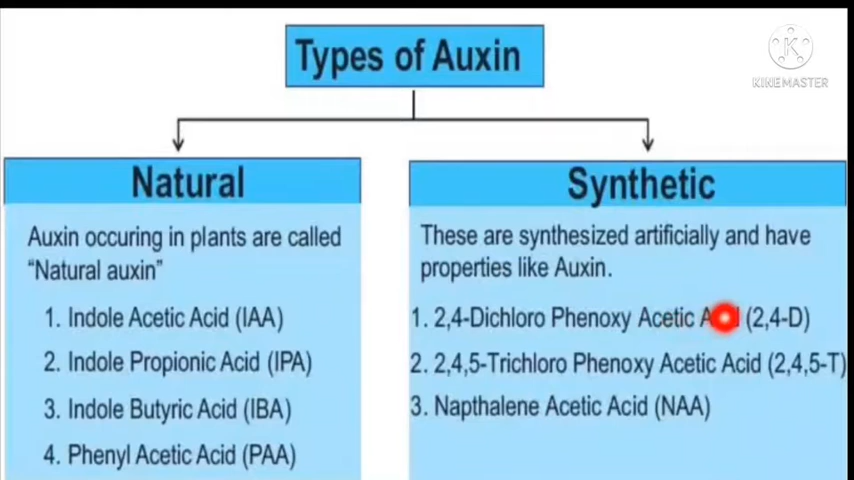 Types of Auxin
KINEMASTER
Natural
Auxin occuring in plants are called
“Natural auxin”
1. Indole Acetic Acid (IAA)
2. Indole Propionic Acid (IPA)
3. Indole Butyric Acid (IBA)
4. Phenyl Acetic Acid (PAA)
Synthetic
These are synthesized artificially and have
properties like Auxin.
1. 2,4-Dichloro Phenoxy Acetic Acid (2,4-D)
2. 2,4,5-Trichloro Phenoxy Acetic Acid (2,4,5-T)
3. Napthalene Acetic Acid (NAA)